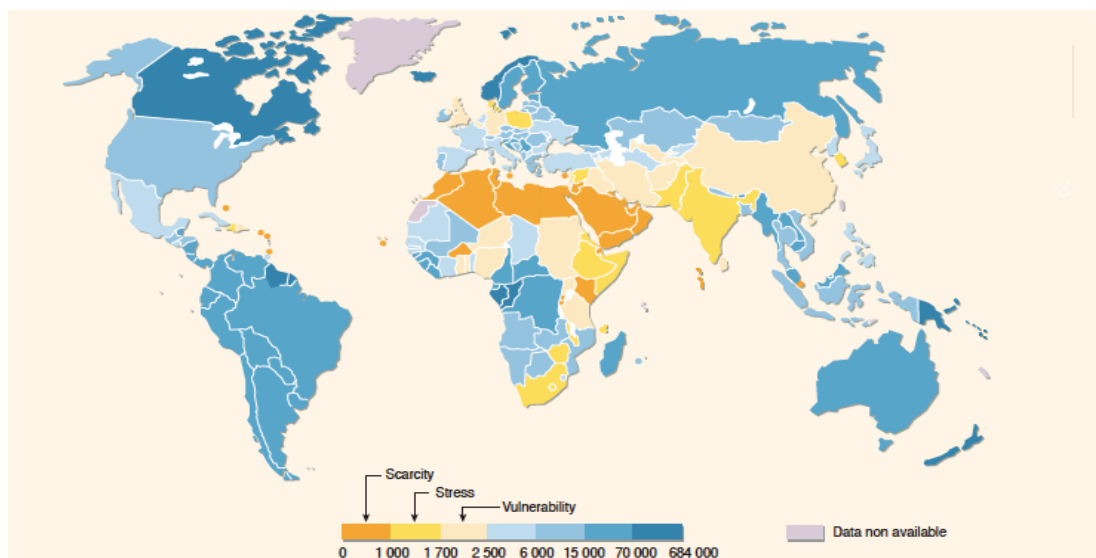 Scarcity
Stress
Vulnerability
0 1 000 1 700 2 500 6 000 15 000 70 000 684 000
Data non available